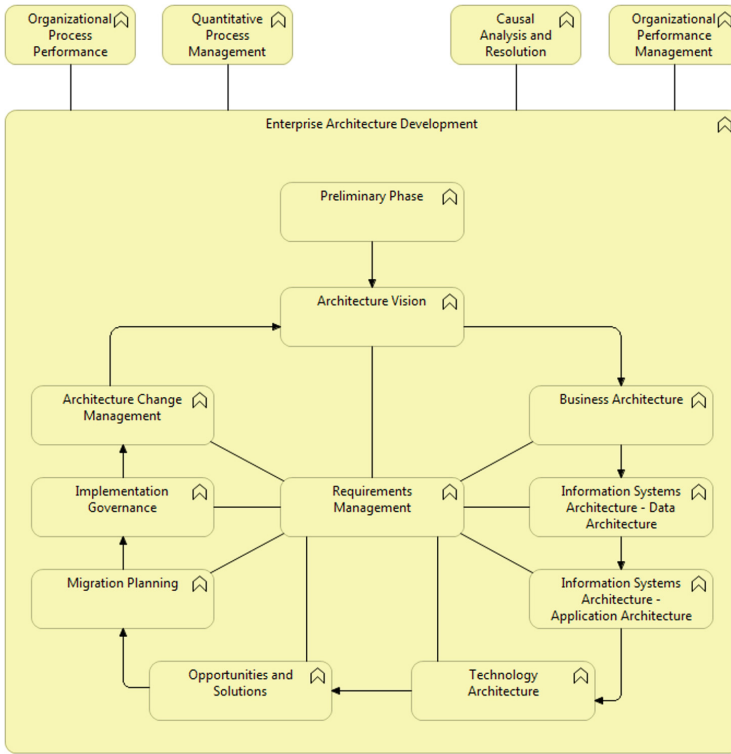 Organizational
Process
Performance
Quantitative
Process
Management
Causal
Analysis and
Resolution
Organizational
Performance
Management
Enterprise Architecture Development
Preliminary Phase
Architecture Vision
Architecture Change
Management
Business Architecture
Implementation
Governance
Requirements
Management
Information Systems
Architecture - Data
Architecture
Migration Planning
Information Systems
Architecture -
Application Architecture
Opportunities and
Solutions
Technology
Architecture